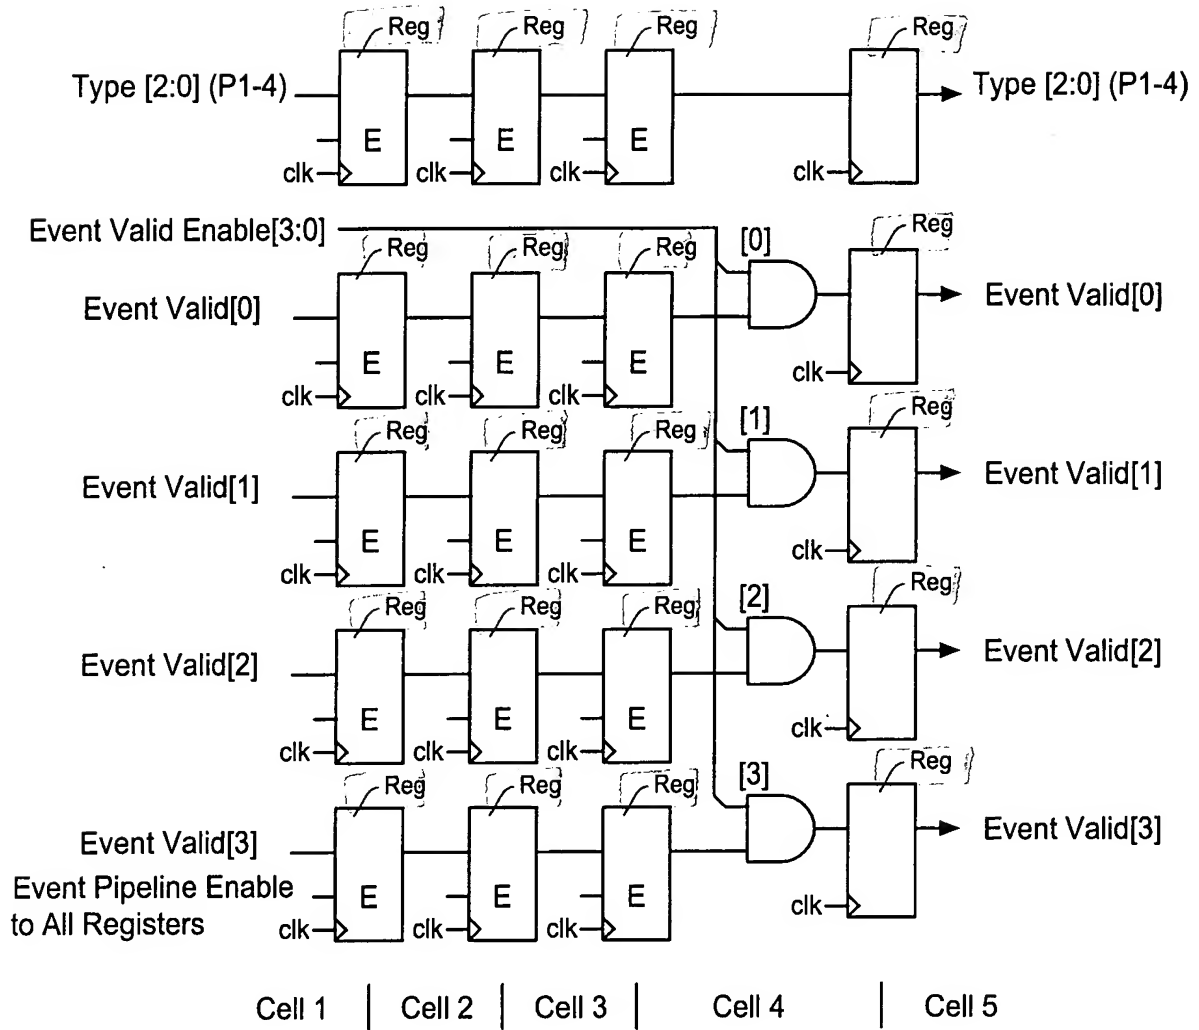 Reg Reg Reg Reg
Type [2:0] (P1-4) Type [2:0] (P1-4)
E E E
clk clk clk clk
Event Valid Enable[3:0]
Reg Reg Reg [0] Reg
Event Valid[0] Event Valid[0]
E E E
clk clk clk clk
Reg Reg Reg [1] Reg
Event Valid[1] Event Valid[1]
E E E
clk clk clk clk
Reg Reg Reg [2] Reg
Event Valid[2] Event Valid[2]
E E E
clk clk clk clk
Reg Reg Reg [3] Reg
Event Valid[3] Event Valid[3]
Event Pipeline Enable
to All Registers
E E E
clk clk clk clk
Cell 1 | Cell 2 | Cell 3 | Cell 4 | Cell 5